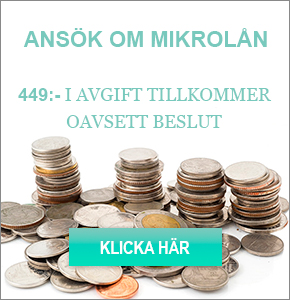 ANSÖK OM MIKROLÅN
449:- I AVGIFT TILLKOMMER
OAVSETT BESLUT
KLICKA HÄR